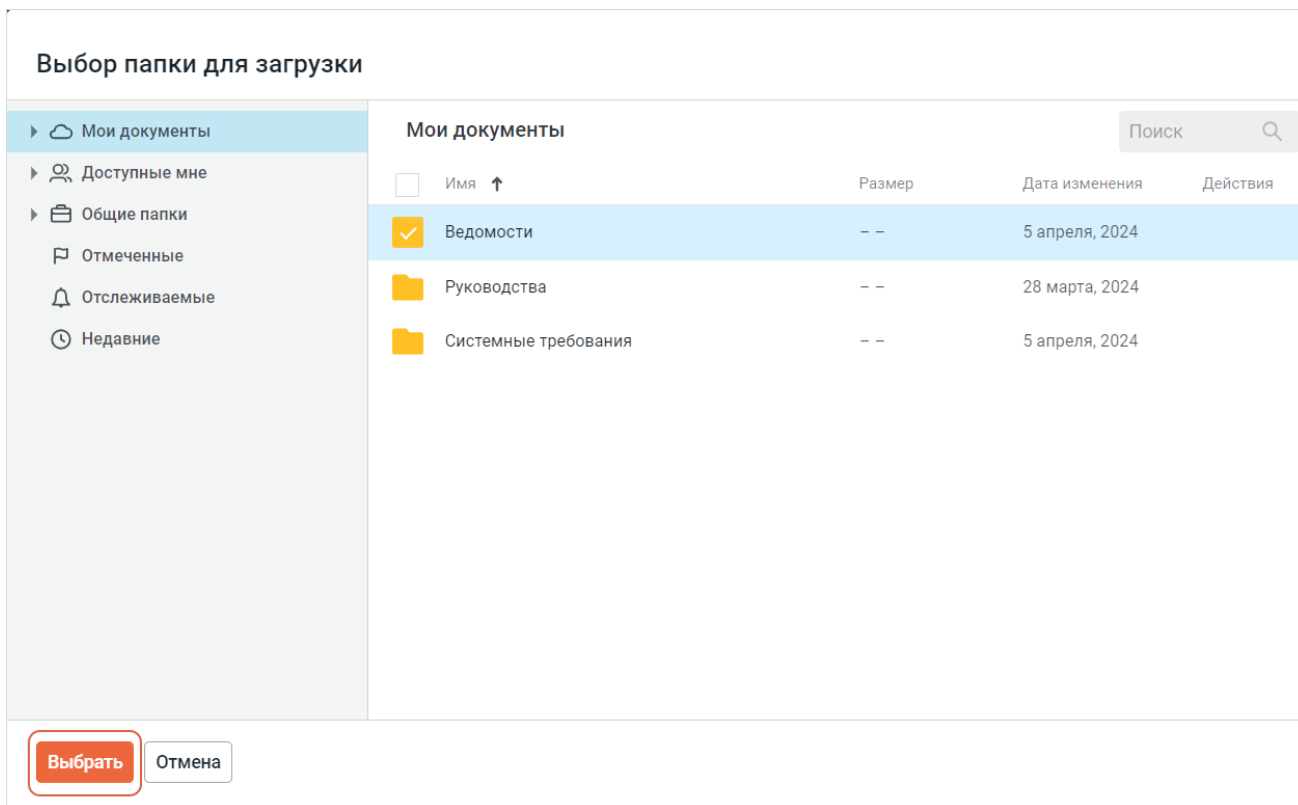 Выбор папки для загрузки
Мои документы
Доступные мне
Общие папки
Отмеченные
Отслеживаемые
Недавние
Мои документы
Поиск
Имя Размер Дата изменения Действия
Ведомости – – 5 апреля, 2024
Руководства – – 28 марта, 2024
Системные требования – – 5 апреля, 2024
Выбрать Отмена